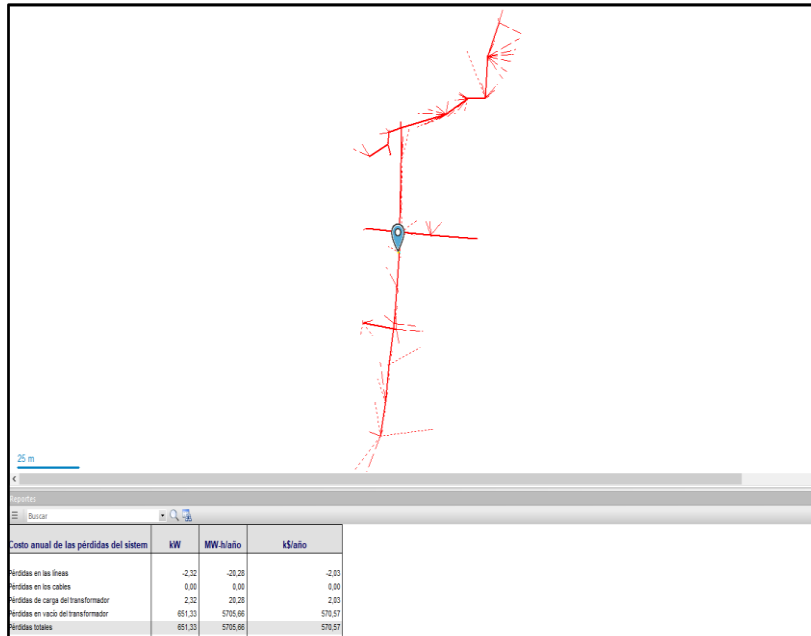 25 m
Reportes
Buscar
Costo anual de las pérdidas del sistem kW MW-h/año k$/año
Pérdidas en las líneas -2,32 -20,28 -2,03
Pérdidas en los cables 0,00 0,00 0,00
Pérdidas de carga del transformador 2,32 20,28 2,03
Pérdidas en vacío del transformador 651,33 5705,66 570,57
Pérdidas totales 651,33 5705,66 570,57